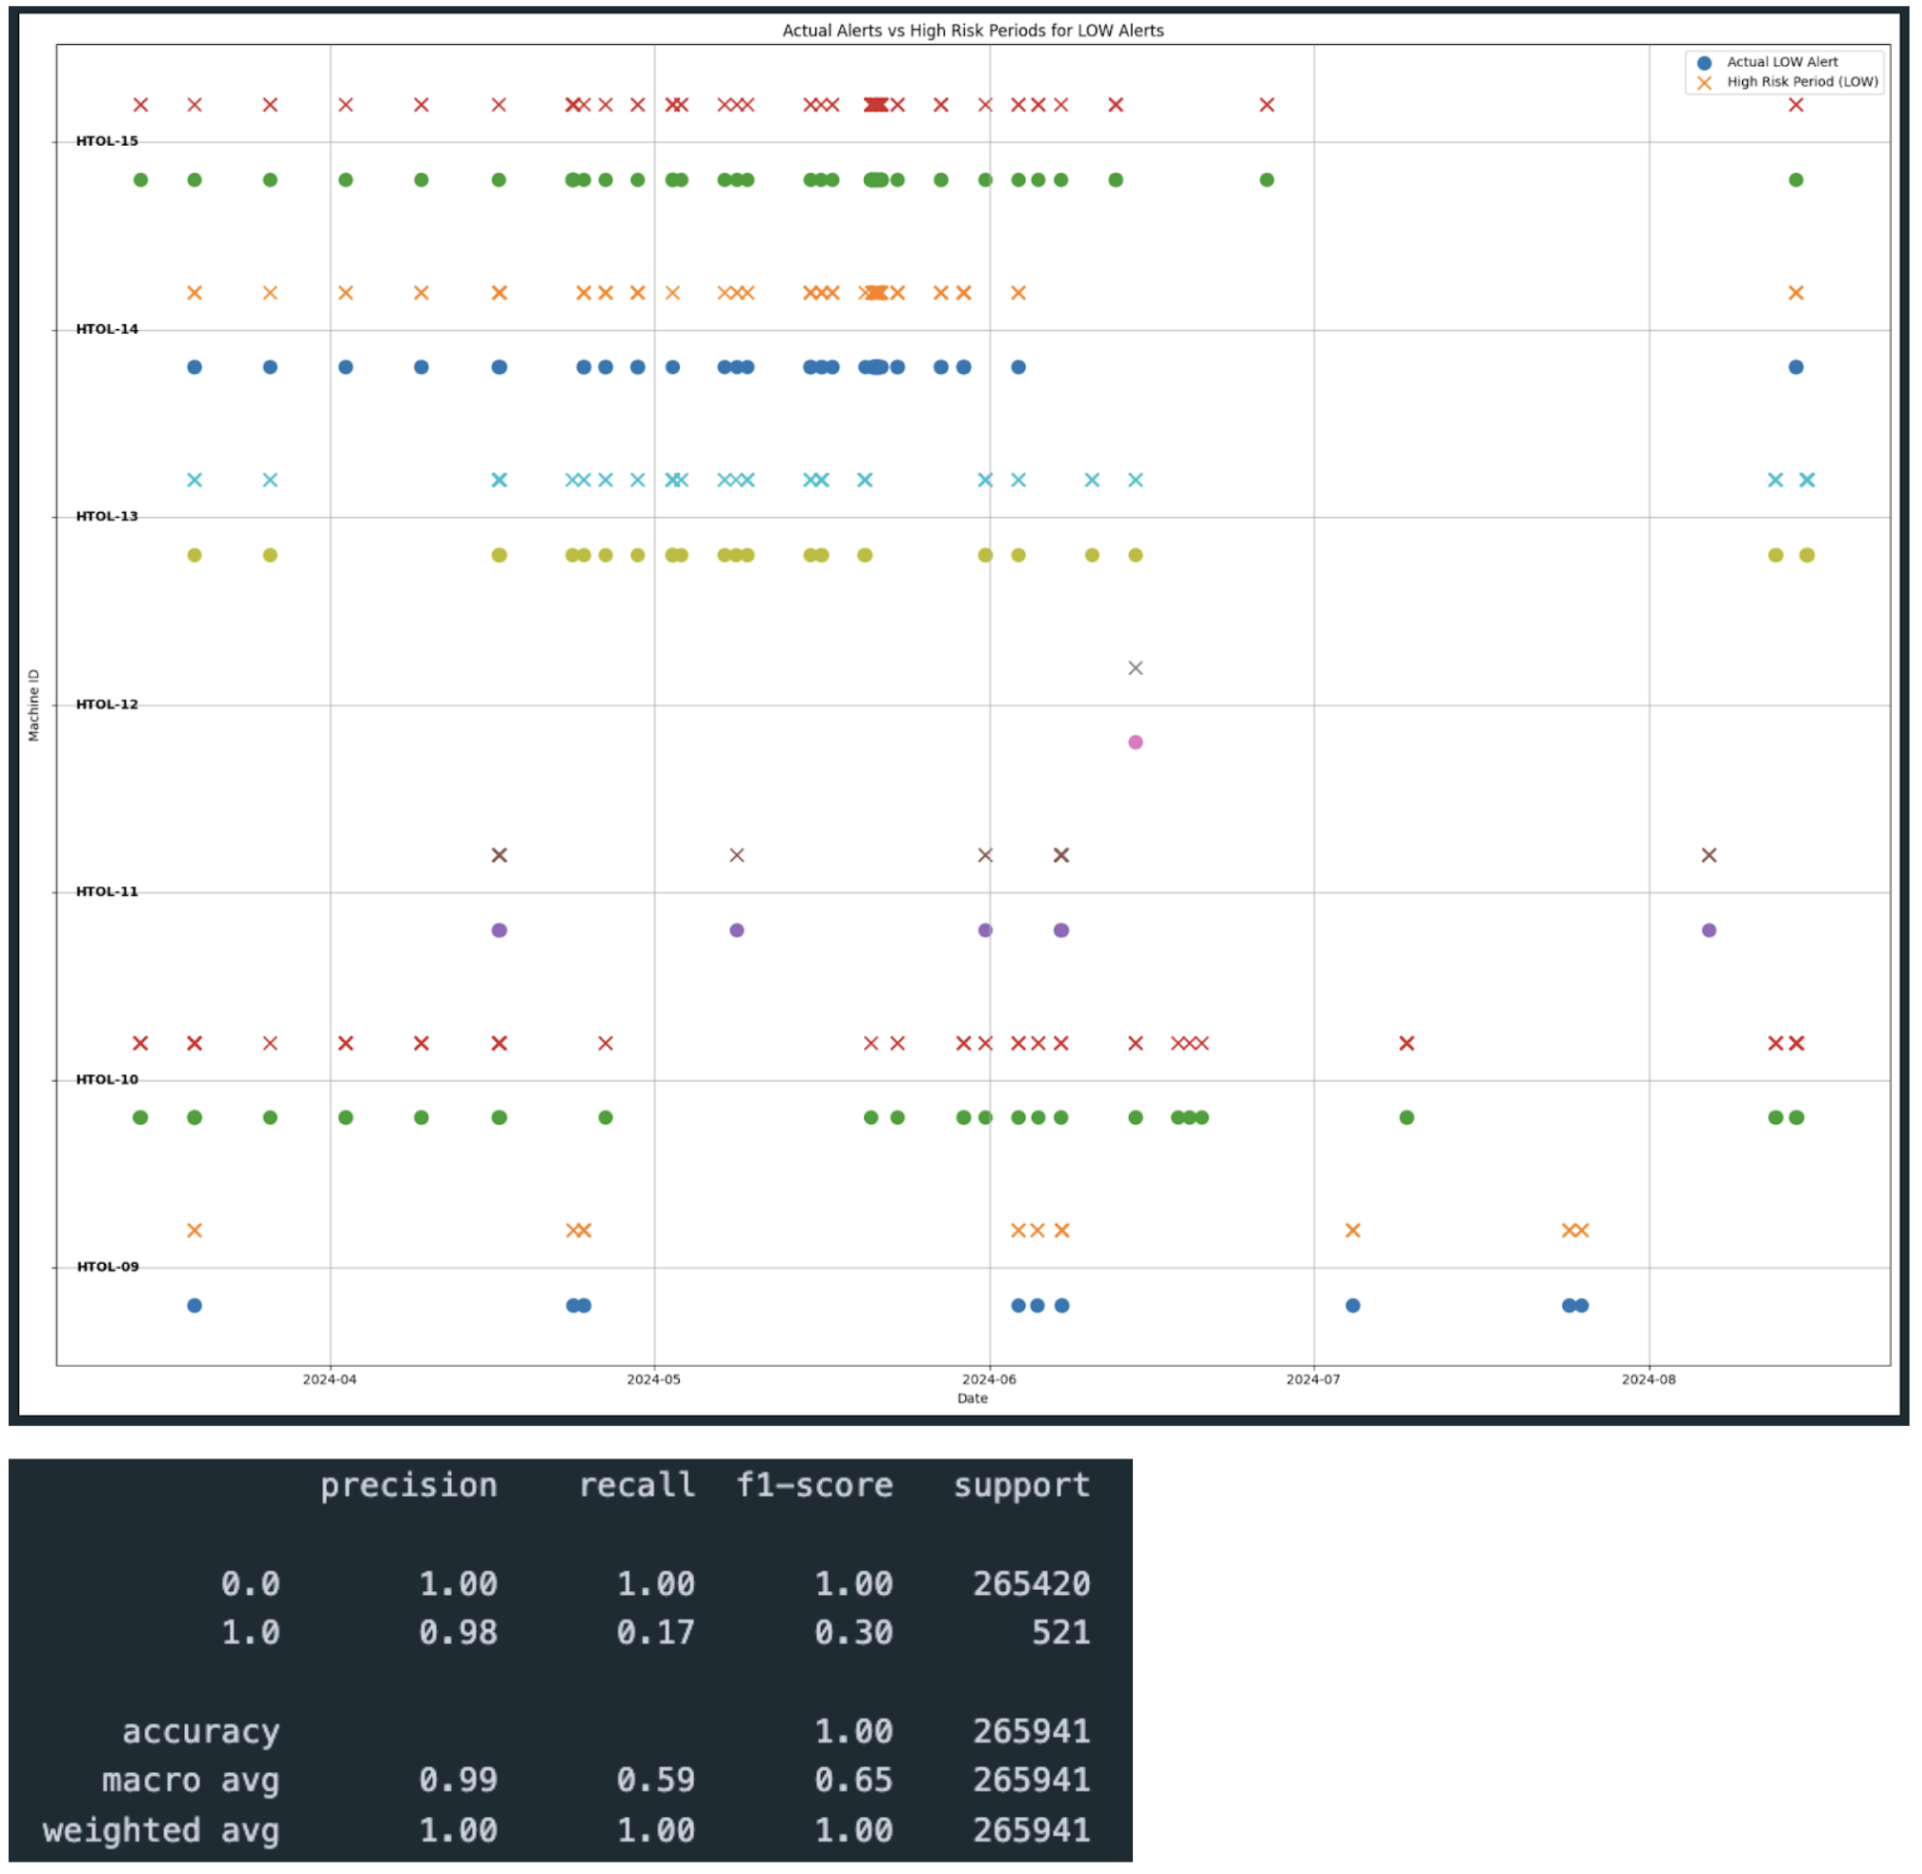 Actual Alerts vs High Risk Periods for LOW Alerts
Actual LOW Alert
High Risk Period (LOW)
HTOL-15
HTOL-14
HTOL-13
HTOL-12
HTOL-11
HTOL-10
HTOL-09
Machine ID
2024-04 2024-05 2024-06 2024-07 2024-08
Date
precision recall f1-score support
0.0 1.00 1.00 1.00 265420
1.0 0.98 0.17 0.30 521
accuracy 1.00 265941
macro avg 0.99 0.59 0.65 265941
weighted avg 1.00 1.00 1.00 265941